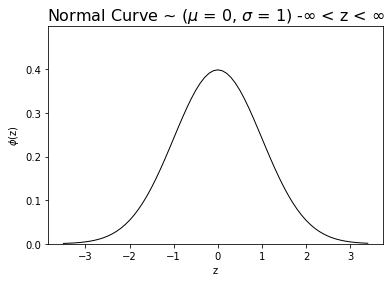 Normal Curve ~ (μ = 0, σ = 1) -∞ < z < ∞
0.4
0.3
0.2
0.1
0.0
ϕ(z)
−3 −2 −1 0 1 2 3
z